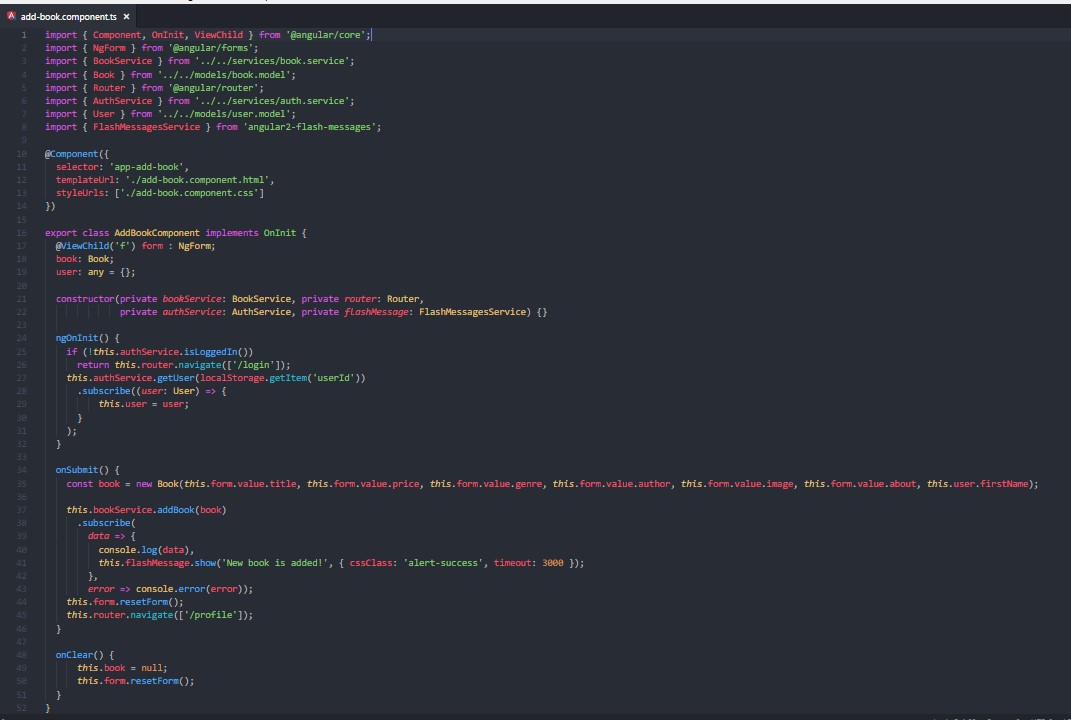 add-book.component.ts ×
1 import { Component, OnInit, ViewChild } from '@angular/core';
2 import { NgForm } from '@angular/forms';
3 import { BookService } from '../../services/book.service';
4 import { Book } from '../../models/book.model';
5 import { Router } from '@angular/router';
6 import { AuthService } from '../../services/auth.service';
7 import { User } from '../../models/user.model';
8 import { FlashMessagesService } from 'angular2-flash-messages';
9
10 @Component({
11   selector: 'app-add-book',
12   templateUrl: './add-book.component.html',
13   styleUrls: ['./add-book.component.css']
14 })
15
16 export class AddBookComponent implements OnInit {
17   @ViewChild('f') form : NgForm;
18   book: Book;
19   user: any = {};
20
21   constructor(private bookService: BookService, private router: Router,
22               private authService: AuthService, private flashMessage: FlashMessagesService) {}
23
24   ngOnInit() {
25     if (!this.authService.isLoggedIn())
26       return this.router.navigate(['/login']);
27     this.authService.getUser(localStorage.getItem('userId'))
28       .subscribe((user: User) => {
29           this.user = user;
30       }
31     );
32   }
33
34   onSubmit() {
35     const book = new Book(this.form.value.title, this.form.value.price, this.form.value.genre, this.form.value.author, this.form.value.image, this.form.value.about, this.user.firstName);
36
37     this.bookService.addBook(book)
38       .subscribe(
39         data => {
40           console.log(data),
41           this.flashMessage.show('New book is added!', { cssClass: 'alert-success', timeout: 3000 });
42         },
43         error => console.error(error));
44     this.form.resetForm();
45     this.router.navigate(['/profile']);
46   }
47
48   onClear() {
49       this.book = null;
50       this.form.resetForm();
51   }
52 }